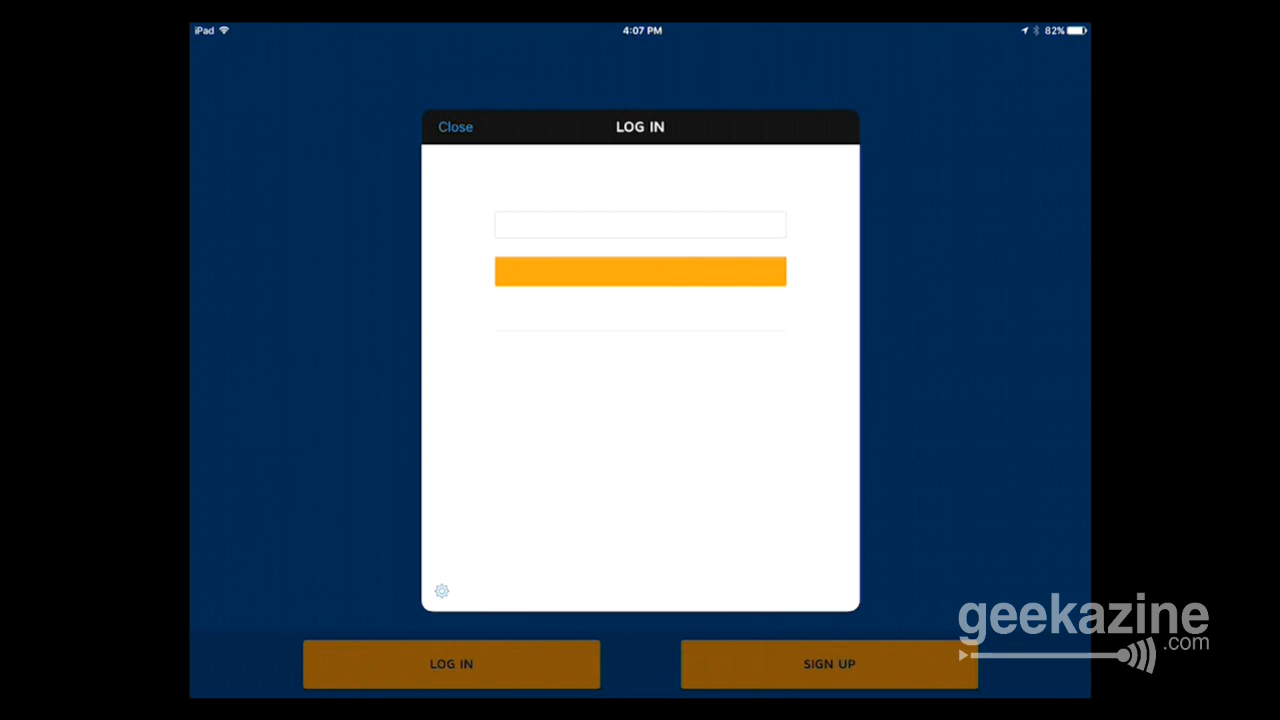 iPad 4:07 PM 82%
Close LOG IN
LOG IN SIGN UP
geekazine
.com